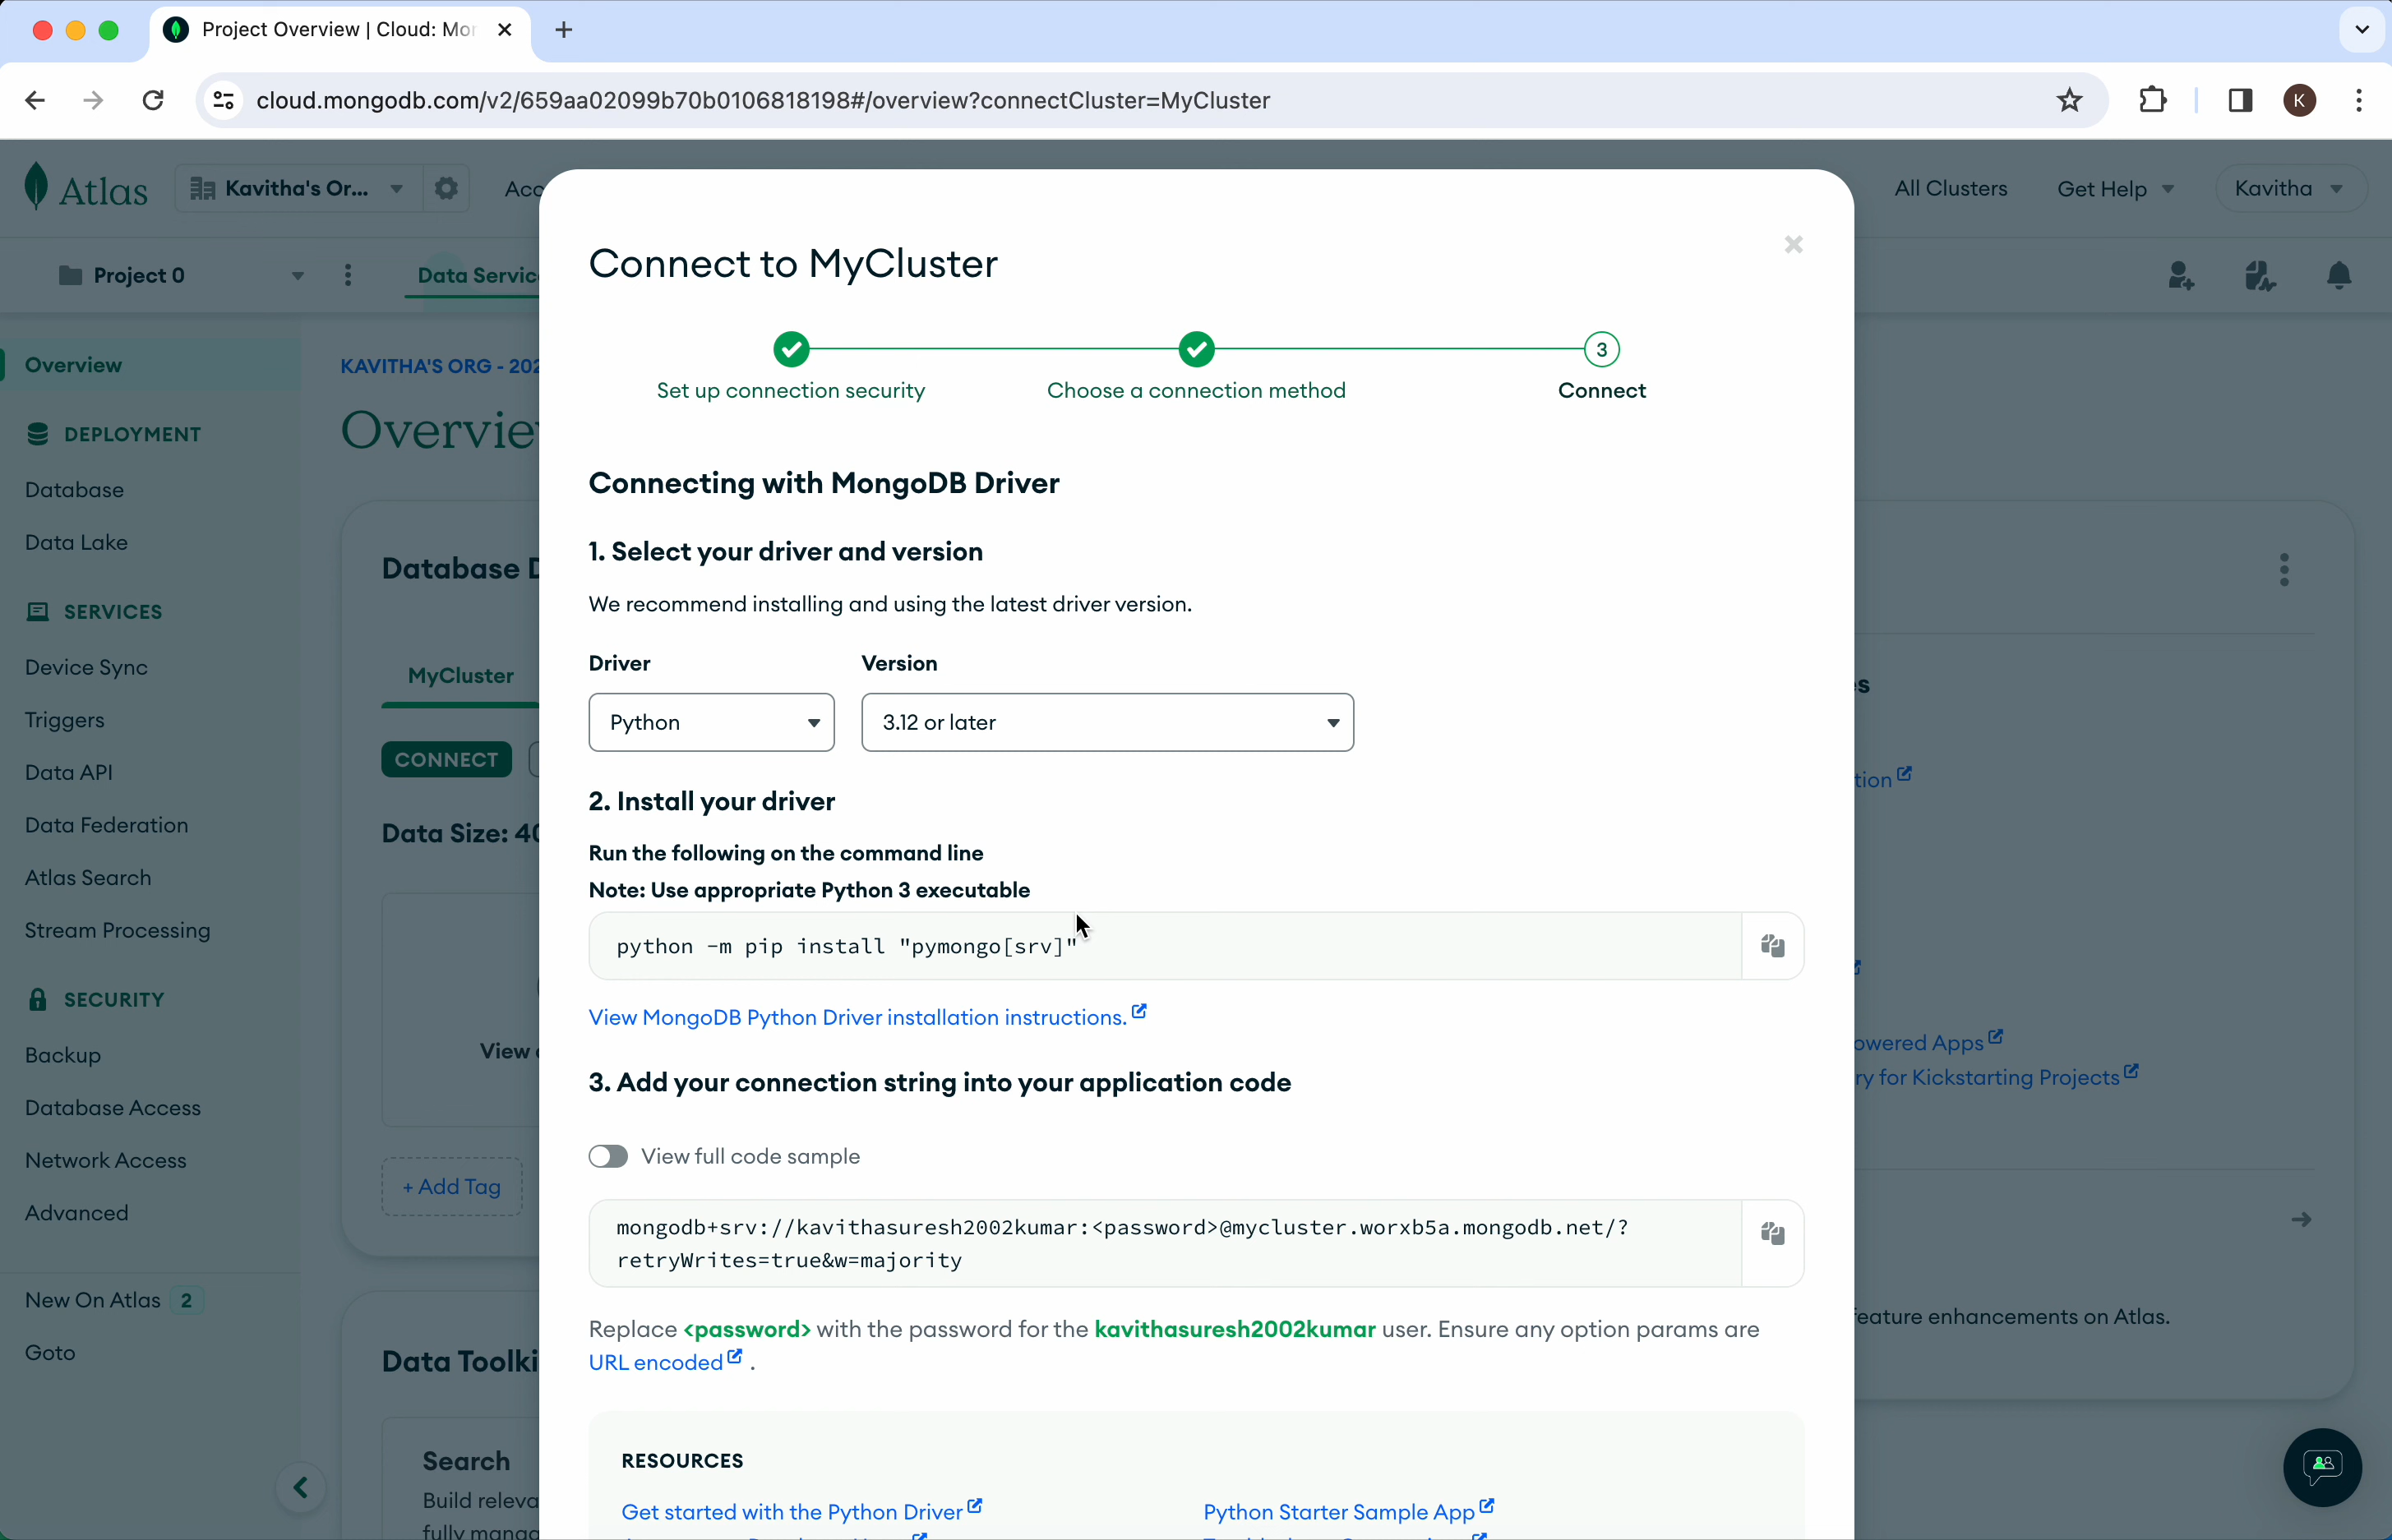 Project Overview | Cloud: Mon
cloud.mongodb.com/v2/659aa02099b70b0106818198#/overview?connectCluster=MyCluster
K
Atlas
Kavitha's Or...
Acc
All Clusters
Get Help
Kavitha
Project 0
Data Servic
Overview
DEPLOYMENT
Database
Data Lake
SERVICES
Device Sync
Triggers
Data API
Data Federation
Atlas Search
Stream Processing
SECURITY
Backup
Database Access
Network Access
Advanced
New On Atlas 2
Goto
KAVITHA'S ORG - 202
Overvie
Database D
MyCluster
CONNECT
Data Size: 40
View
+ Add Tag
Data Toolki
Search
Build releva
fully manag
Connect to MyCluster
3
Set up connection security
Choose a connection method
Connect
Connecting with MongoDB Driver
1. Select your driver and version
We recommend installing and using the latest driver version.
Driver
Version
Python
3.12 or later
2. Install your driver
Run the following on the command line
Note: Use appropriate Python 3 executable
python -m pip install "pymongo[srv]"
View MongoDB Python Driver installation instructions.
3. Add your connection string into your application code
View full code sample
mongodb+srv://kavithasuresh2002kumar:<password>@mycluster.worxb5a.mongodb.net/?
retryWrites=true&w=majority
Replace <password> with the password for the kavithasuresh2002kumar user. Ensure any option params are
URL encoded .
RESOURCES
Get started with the Python Driver
Python Starter Sample App
s
tion
owered Apps
ry for Kickstarting Projects
feature enhancements on Atlas.